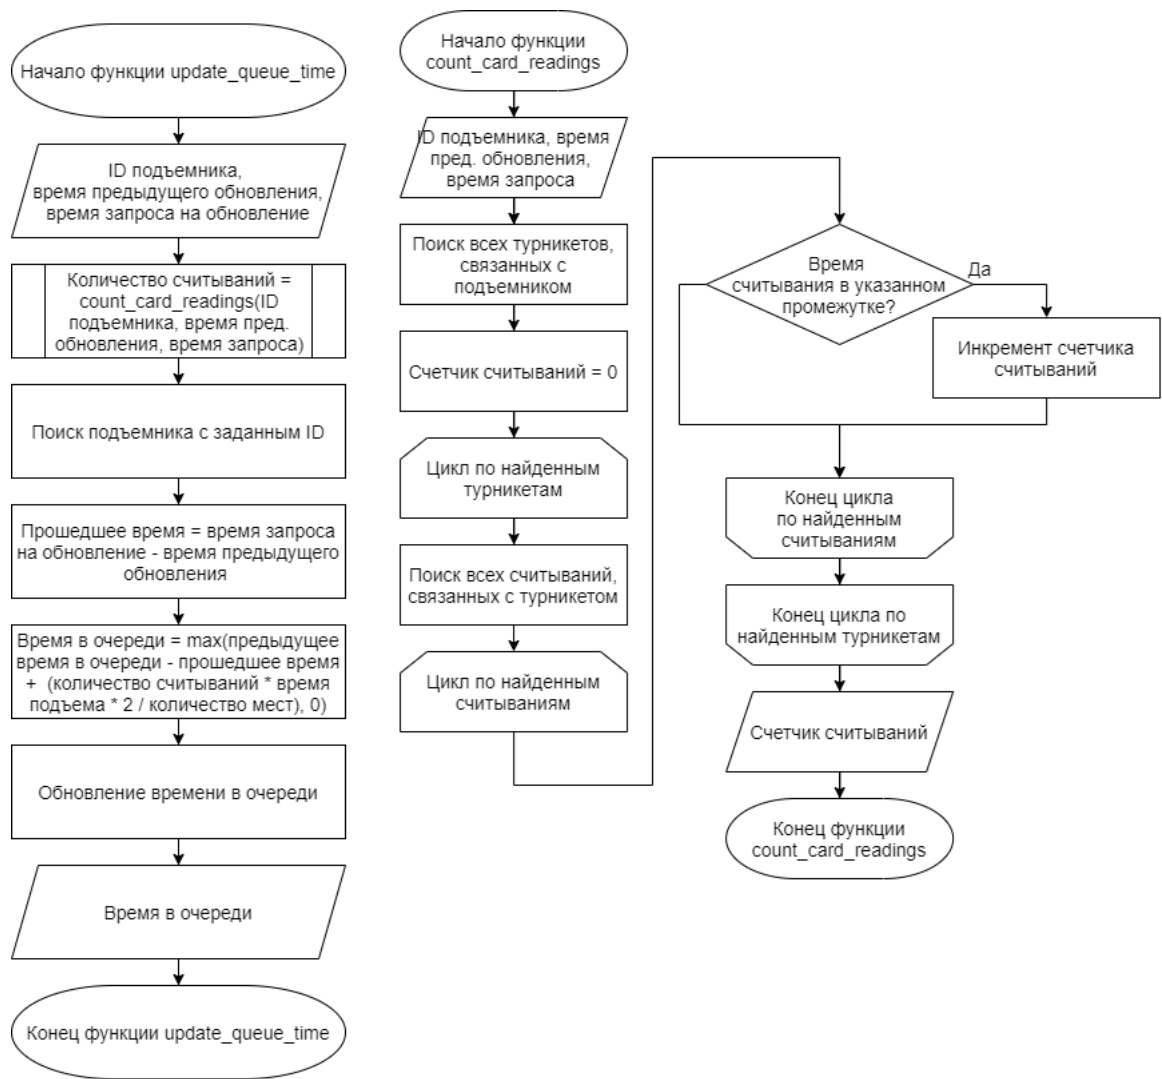 Начало функции update_queue_time
ID подъемника,
время предыдущего обновления,
время запроса на обновление
Количество считываний =
count_card_readings(ID
подъемника, время пред.
обновления, время запроса)
Поиск подъемника с заданным ID
Прошедшее время = время запроса
на обновление - время предыдущего
обновления
Время в очереди = max(предыдущее
время в очереди - прошедшее время
+ (количество считываний * время
подъема * 2 / количество мест), 0)
Обновление времени в очереди
Время в очереди
Конец функции update_queue_time
Начало функции
count_card_readings
ID подъемника, время
пред. обновления,
время запроса
Поиск всех турникетов,
связанных с
подъемником
Счетчик считываний = 0
Цикл по найденным
турникетам
Поиск всех считываний,
связанных с турникетом
Цикл по найденным
считываниям
Время
считывания в указанном
промежутке?
Да
Инкремент счетчика
считываний
Конец цикла
по найденным
считываниям
Конец цикла по
найденным турникетам
Счетчик считываний
Конец функции
count_card_readings